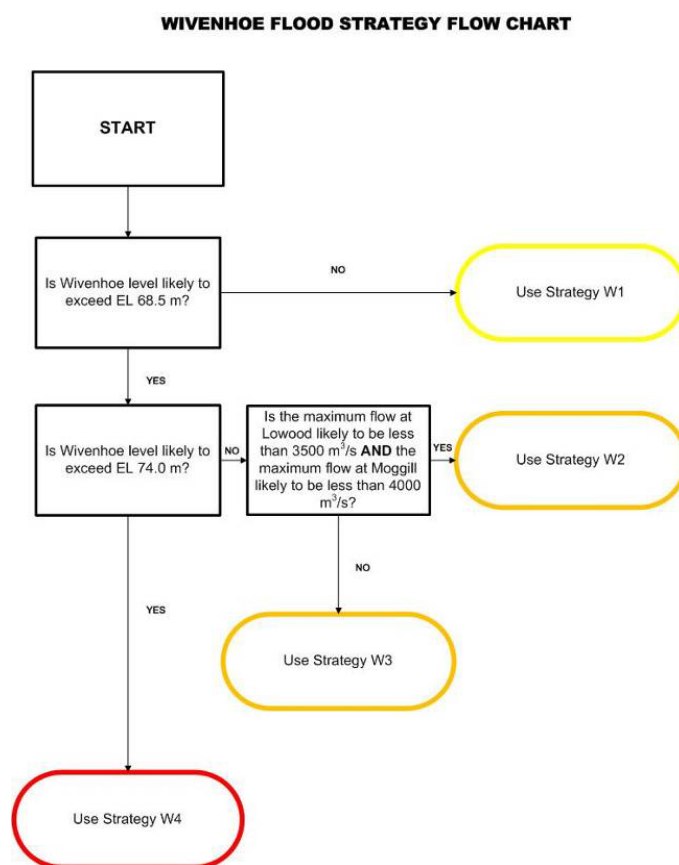 WIVENHOE FLOOD STRATEGY FLOW CHART
START
Is Wivenhoe level likely to
exceed EL 68.5 m?
NO
Use Strategy W1
YES
Is Wivenhoe level likely to
exceed EL 74.0 m?
NO
Is the maximum flow at
Lowood likely to be less
than 3500 m³/s AND the
maximum flow at Moggill
likely to be less than 4000
m³/s?
YES
Use Strategy W2
NO
YES
Use Strategy W3
Use Strategy W4